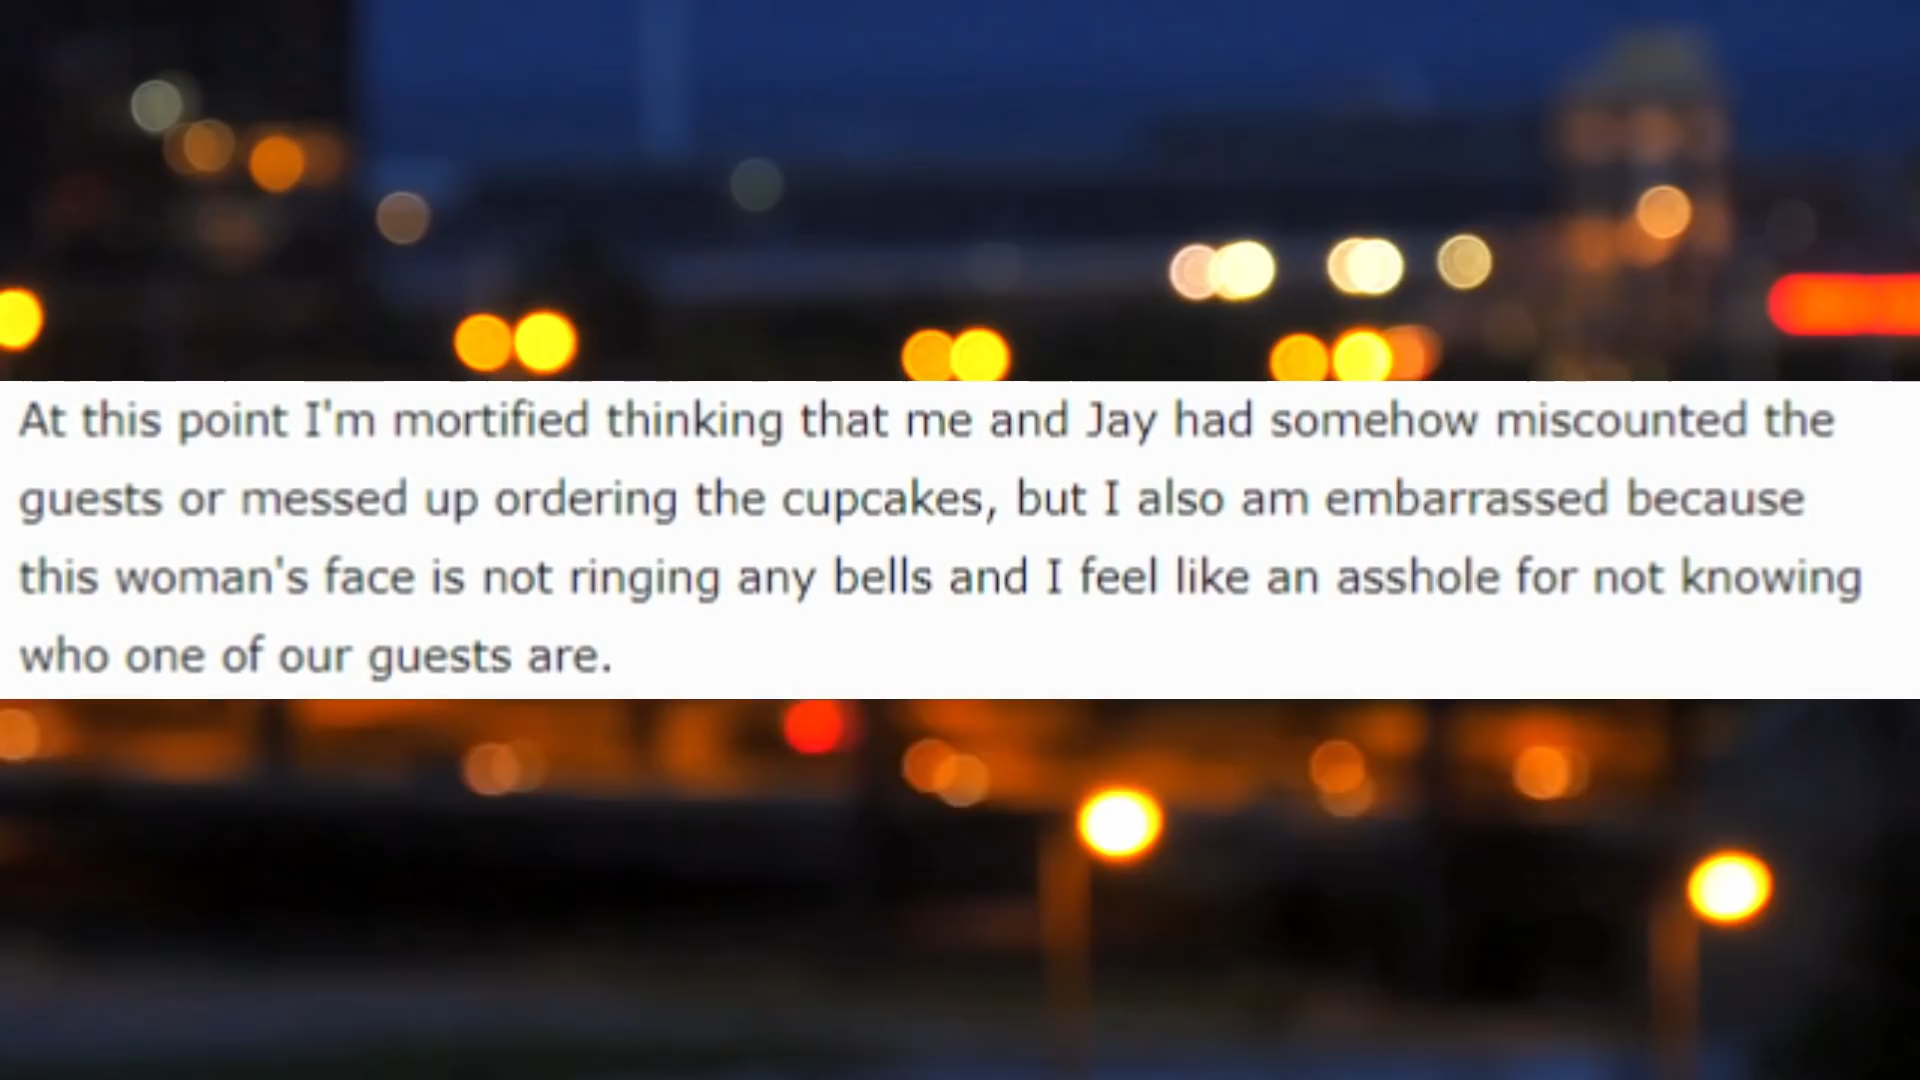 At this point I'm mortified thinking that me and Jay had somehow miscounted the
guests or messed up ordering the cupcakes, but I also am embarrassed because
this woman's face is not ringing any bells and I feel like an asshole for not knowing
who one of our guests are.